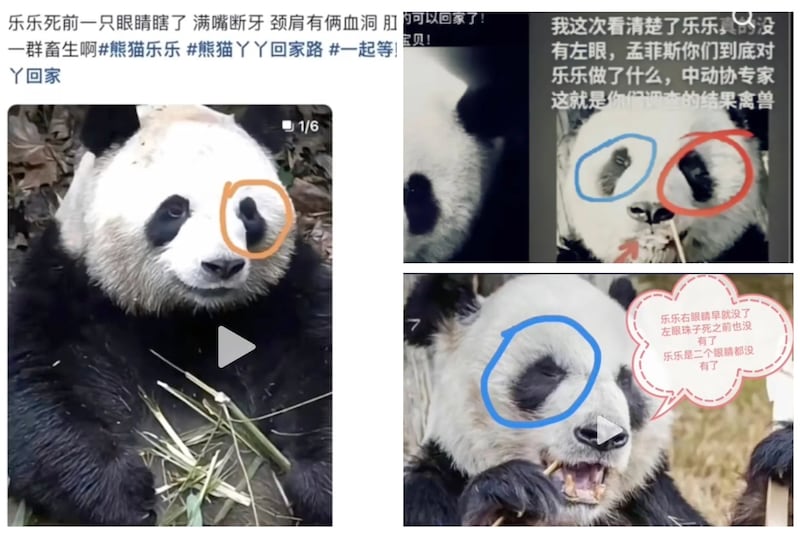 乐乐死前一只眼睛瞎了 满嘴断牙 颈肩有俩血洞 肛
一群畜生啊#熊猫乐乐 #熊猫丫丫回家路 #一起等
丫回家
1/6
为可以回家了！
宝贝！
我这次看清楚了乐乐真的没
有左眼，孟菲斯你们到底对
乐乐做了什么，中动协专家
这就是你们调查的结果禽兽
7
乐乐右眼睛早就没了
左眼珠子死之前也没
有了
乐乐是二个眼睛都没
有了